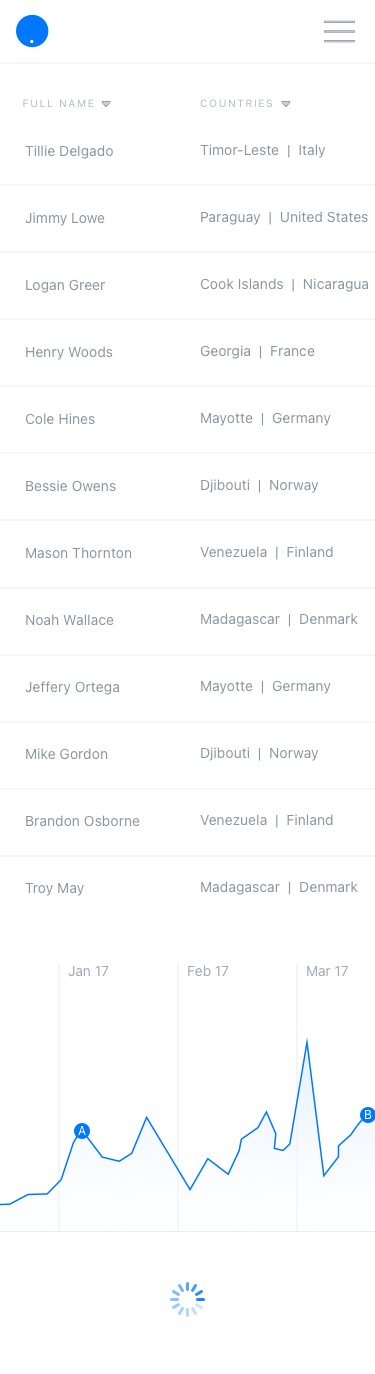 FULL NAME COUNTRIES
Tillie Delgado Timor-Leste | Italy
Jimmy Lowe Paraguay | United States
Logan Greer Cook Islands | Nicaragua
Henry Woods Georgia | France
Cole Hines Mayotte | Germany
Bessie Owens Djibouti | Norway
Mason Thornton Venezuela | Finland
Noah Wallace Madagascar | Denmark
Jeffery Ortega Mayotte | Germany
Mike Gordon Djibouti | Norway
Brandon Osborne Venezuela | Finland
Troy May Madagascar | Denmark
Jan 17 Feb 17 Mar 17
A B